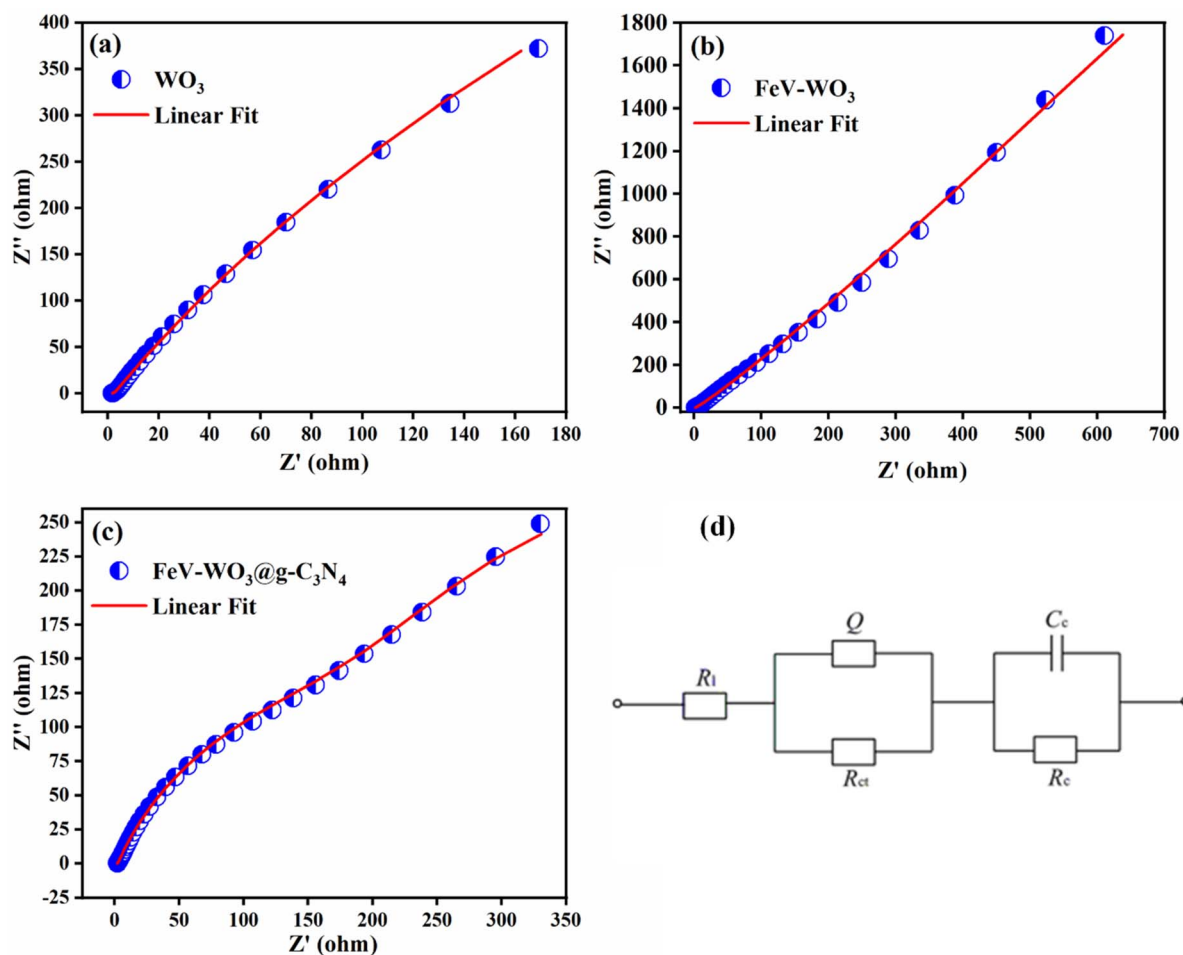 (a)
WO₃
Linear Fit
400
350
300
250
200
150
100
50
0
Z'' (ohm)
0 20 40 60 80 100 120 140 160 180
Z' (ohm)
(b)
FeV-WO₃
Linear Fit
1800
1600
1400
1200
1000
800
600
400
200
0
Z'' (ohm)
0 100 200 300 400 500 600 700
Z' (ohm)
(c)
FeV-WO₃@g-C₃N₄
Linear Fit
250
225
200
175
150
125
100
75
50
25
0
-25
Z'' (ohm)
0 50 100 150 200 250 300 350
Z' (ohm)
(d)
Q
Cc
Rl
Rct
Rc